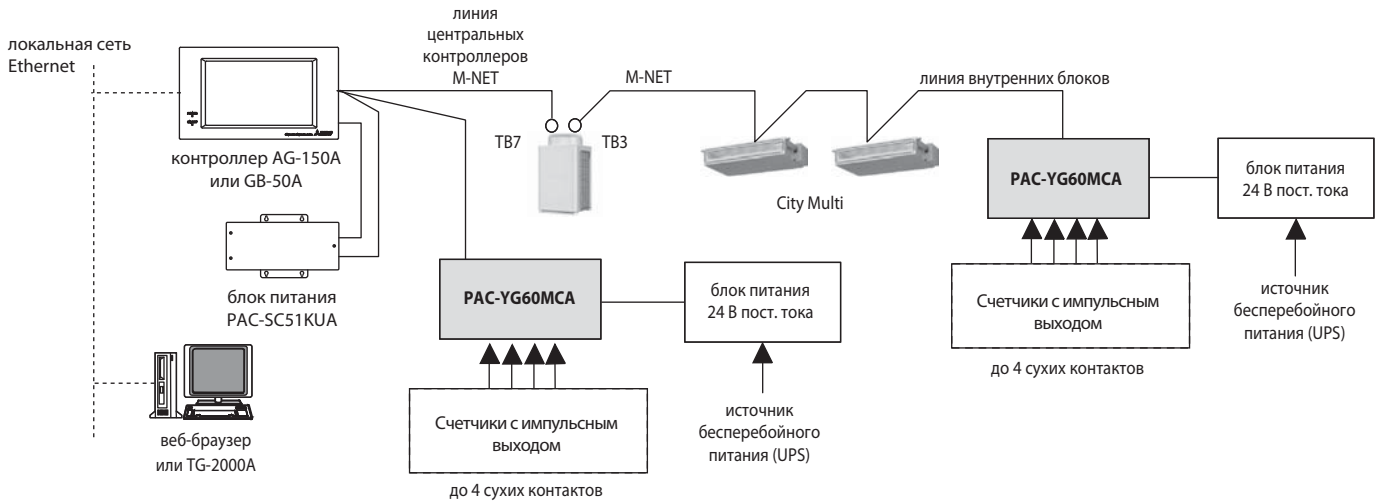 локальная сеть
Ethernet
линия
центральных
контроллеров
M-NET
M-NET
линия внутренних блоков
TB7
TB3
контроллер AG-150A
или GB-50A
City Multi
PAC-YG60MCA
блок питания
24 В пост. тока
блок питания
PAC-SC51KUA
PAC-YG60MCA
блок питания
24 В пост. тока
Счетчики с импульсным
выходом
источник
бесперебойного
питания (UPS)
до 4 сухих контактов
веб-браузер
или TG-2000A
Счетчики с импульсным
выходом
источник
бесперебойного
питания (UPS)
до 4 сухих контактов